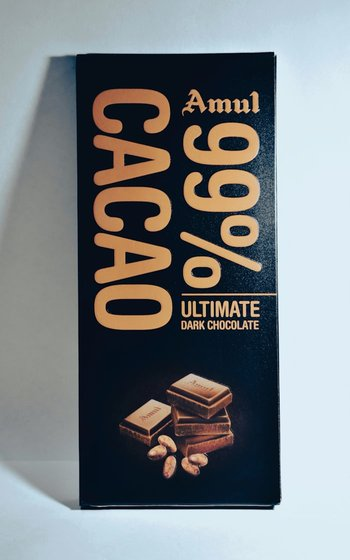 Amul
99%
CACAO
ULTIMATE
DARK CHOCOLATE
Amul
Amul